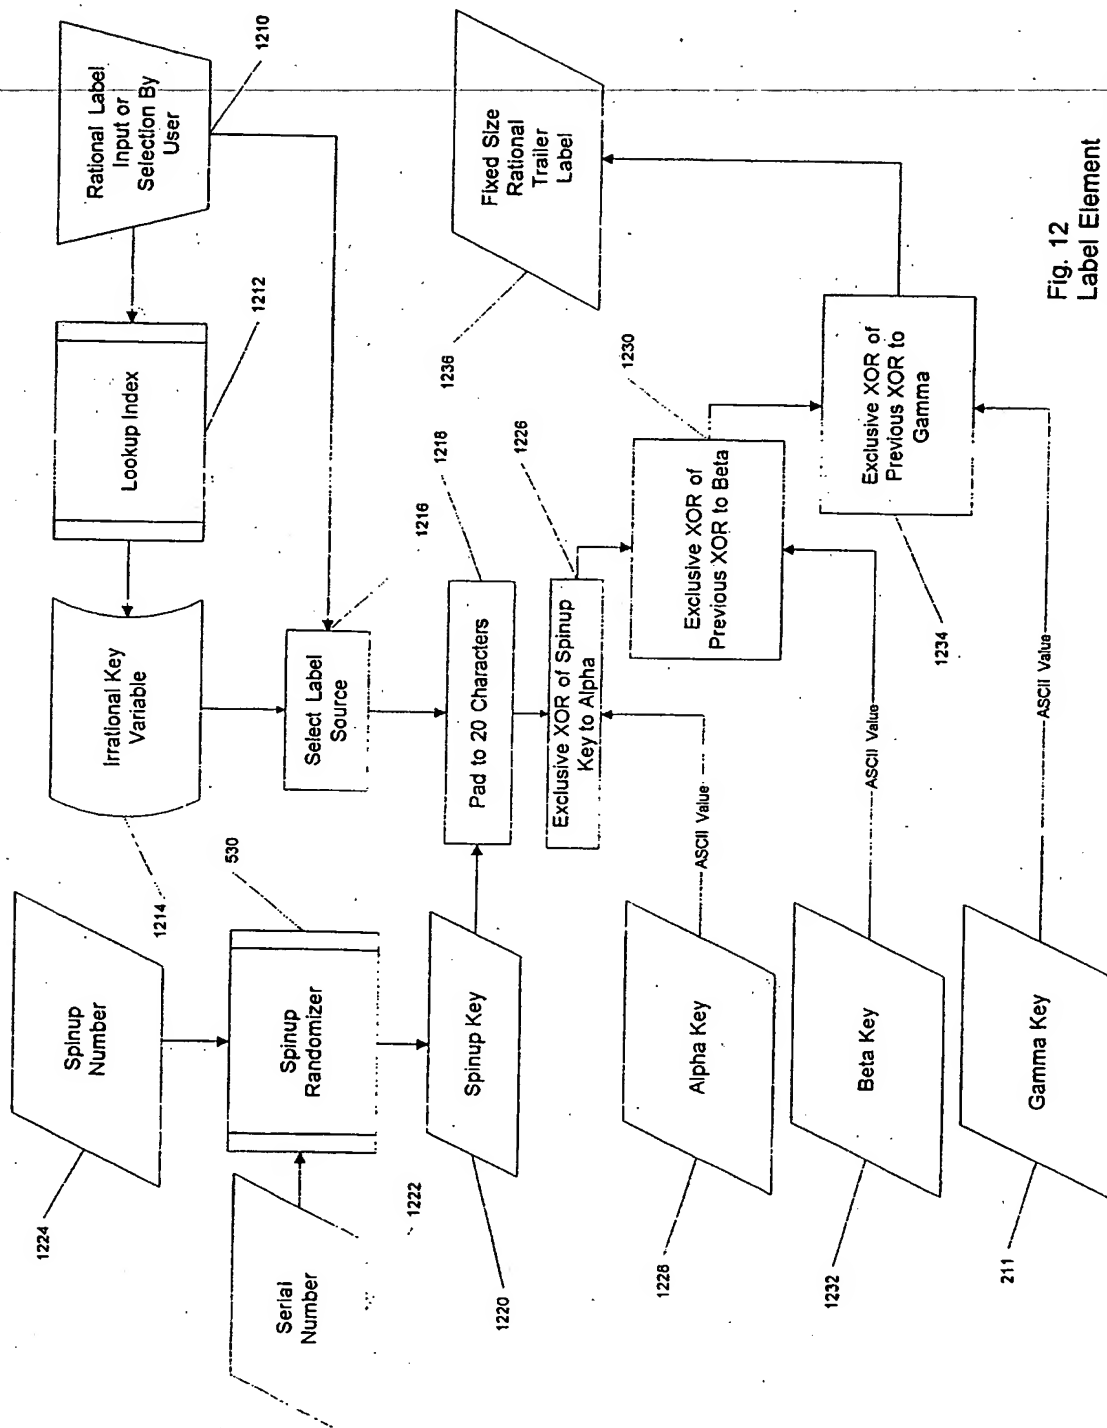 Serial
Number
1222
1224
Spinup
Number
Spinup
Randomizer
530
Spinup Key
1220
1214
Irrational Key
Variable
Lookup Index
1212
Rational Label
Input or
Selection By
User
1210
Select Label
Source
1216
Pad to 20 Characters
1218
Exclusive XOR of Spinup
Key to Alpha
1226
Alpha Key
1228
ASCII Value
Exclusive XOR of
Previous XOR to Beta
1230
Beta Key
1232
ASCII Value
Exclusive XOR of
Previous XOR to
Gamma
1234
Gamma Key
211
ASCII Value
Fixed Size
Rational
Trailer
Label
1236
Fig. 12
Label Element